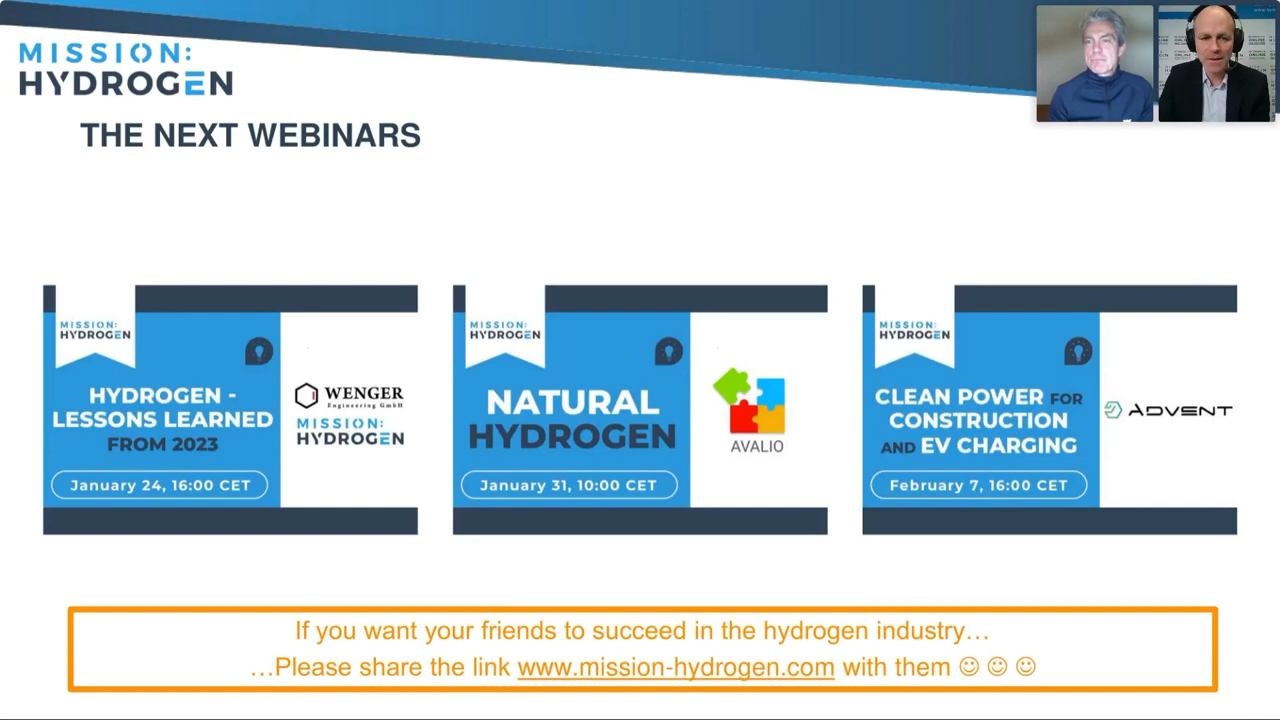 MISSION:
HYDROGEN
THE NEXT WEBINARS
MISSION:
HYDROGEN
HYDROGEN -
LESSONS LEARNED
FROM 2023
January 24, 16:00 CET
WENGER
Engineering GmbH
MISSION:
HYDROGEN
MISSION:
HYDROGEN
NATURAL
HYDROGEN
January 31, 10:00 CET
AVALIO
MISSION:
HYDROGEN
CLEAN POWER FOR
CONSTRUCTION
AND EV CHARGING
February 7, 16:00 CET
ADVENT
If you want your friends to succeed in the hydrogen industry…
…Please share the link www.mission-hydrogen.com with them ☺ ☺ ☺